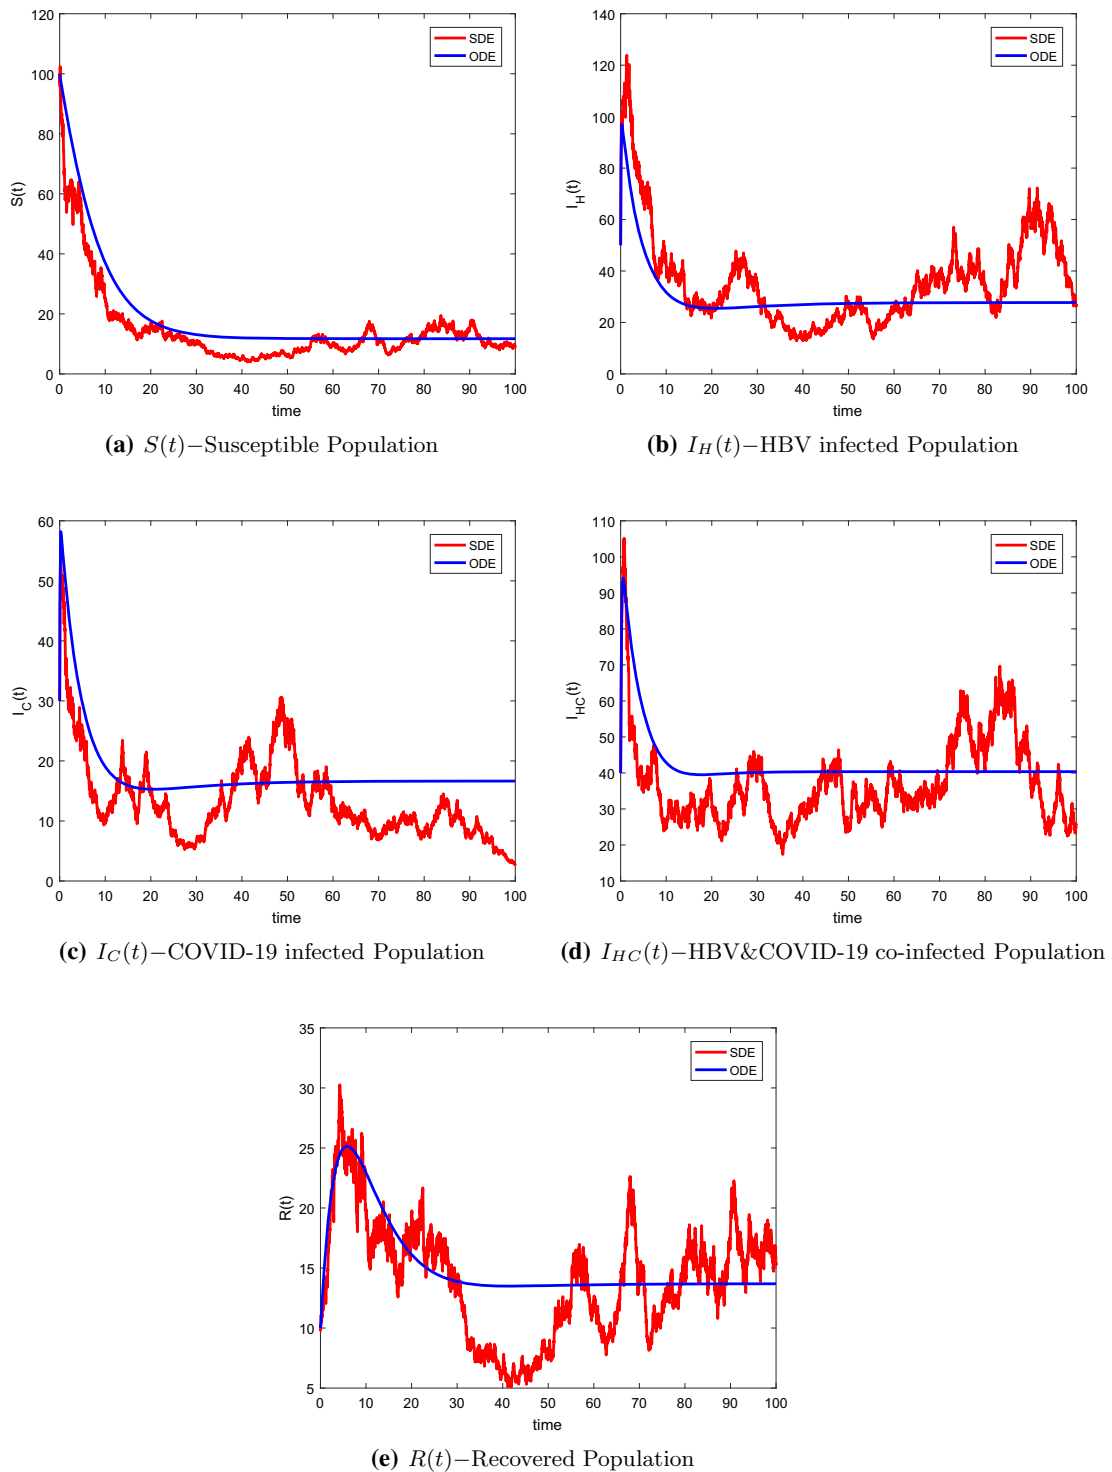 120
100
80
60
40
20
0
S(t)
SDE
ODE
0 10 20 30 40 50 60 70 80 90 100
time
(a) S(t)−Susceptible Population
140
120
100
80
60
40
20
0
I_H(t)
SDE
ODE
0 10 20 30 40 50 60 70 80 90 100
time
(b) I_H(t)−HBV infected Population
60
50
40
30
20
10
0
I_C(t)
SDE
ODE
0 10 20 30 40 50 60 70 80 90 100
time
(c) I_C(t)−COVID-19 infected Population
110
100
90
80
70
60
50
40
30
20
10
I_HC(t)
SDE
ODE
0 10 20 30 40 50 60 70 80 90 100
time
(d) I_HC(t)−HBV&COVID-19 co-infected Population
35
30
25
20
15
10
5
R(t)
SDE
ODE
0 10 20 30 40 50 60 70 80 90 100
time
(e) R(t)−Recovered Population